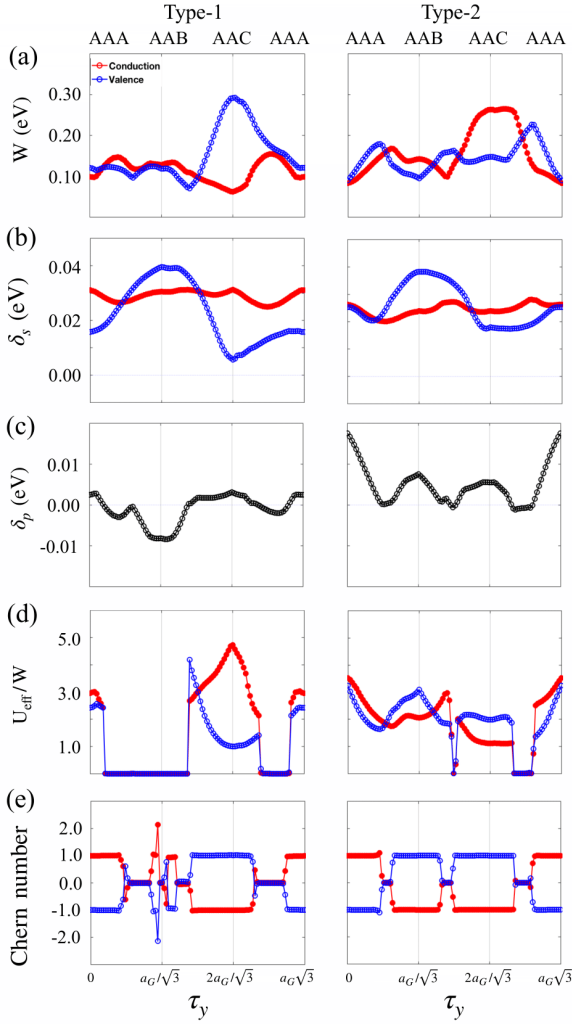 Type-1 Type-2
AAA AAB AAC AAA AAA AAB AAC AAA
(a)
Conduction
Valence
W (eV)
0.30
0.20
0.10
(b)
δs (eV)
0.04
0.02
0.00
(c)
δp (eV)
0.01
0.00
-0.01
(d)
Ueff/W
5.0
3.0
1.0
(e)
Chern number
2.0
1.0
0.0
-1.0
-2.0
0 aG/√3 2aG/√3 aG√3 0 aG/√3 2aG/√3 aG√3
τy τy